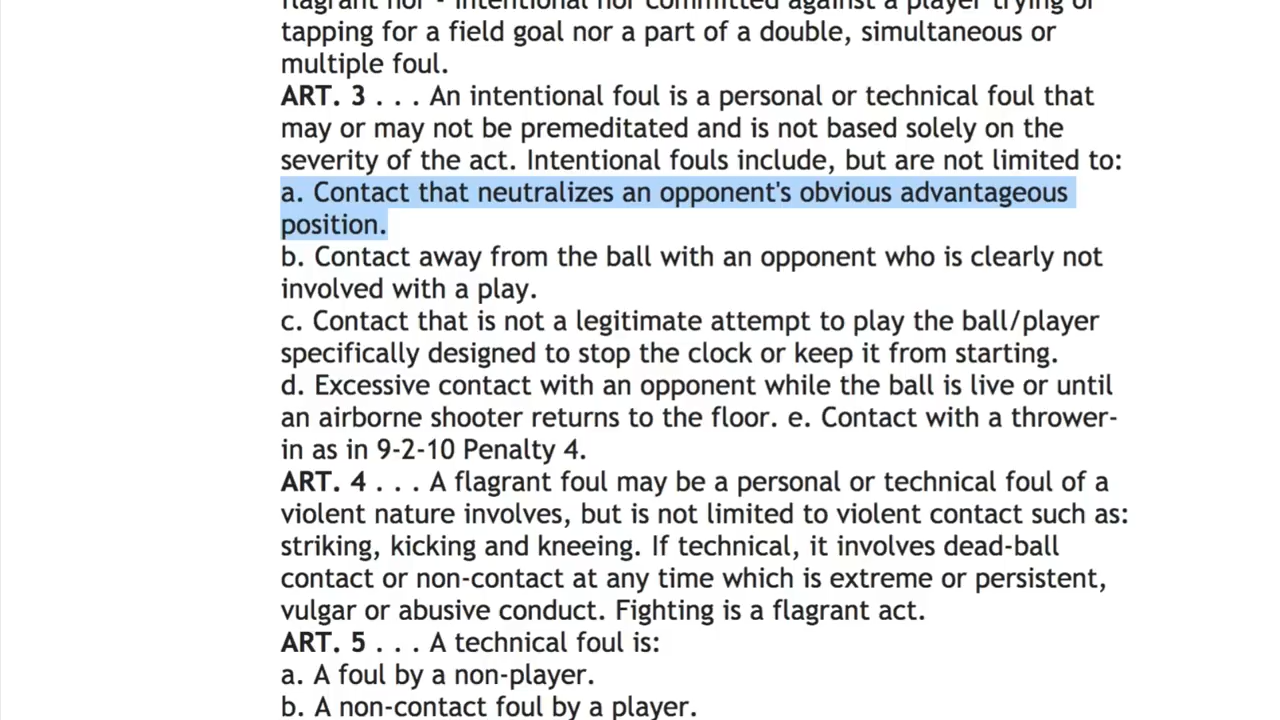 flagrant nor - intentional nor committed against a player trying or
tapping for a field goal nor a part of a double, simultaneous or
multiple foul.
ART. 3 . . . An intentional foul is a personal or technical foul that
may or may not be premeditated and is not based solely on the
severity of the act. Intentional fouls include, but are not limited to:
a. Contact that neutralizes an opponent's obvious advantageous
position.
b. Contact away from the ball with an opponent who is clearly not
involved with a play.
c. Contact that is not a legitimate attempt to play the ball/player
specifically designed to stop the clock or keep it from starting.
d. Excessive contact with an opponent while the ball is live or until
an airborne shooter returns to the floor. e. Contact with a thrower-
in as in 9-2-10 Penalty 4.
ART. 4 . . . A flagrant foul may be a personal or technical foul of a
violent nature involves, but is not limited to violent contact such as:
striking, kicking and kneeing. If technical, it involves dead-ball
contact or non-contact at any time which is extreme or persistent,
vulgar or abusive conduct. Fighting is a flagrant act.
ART. 5 . . . A technical foul is:
a. A foul by a non-player.
b. A non-contact foul by a player.